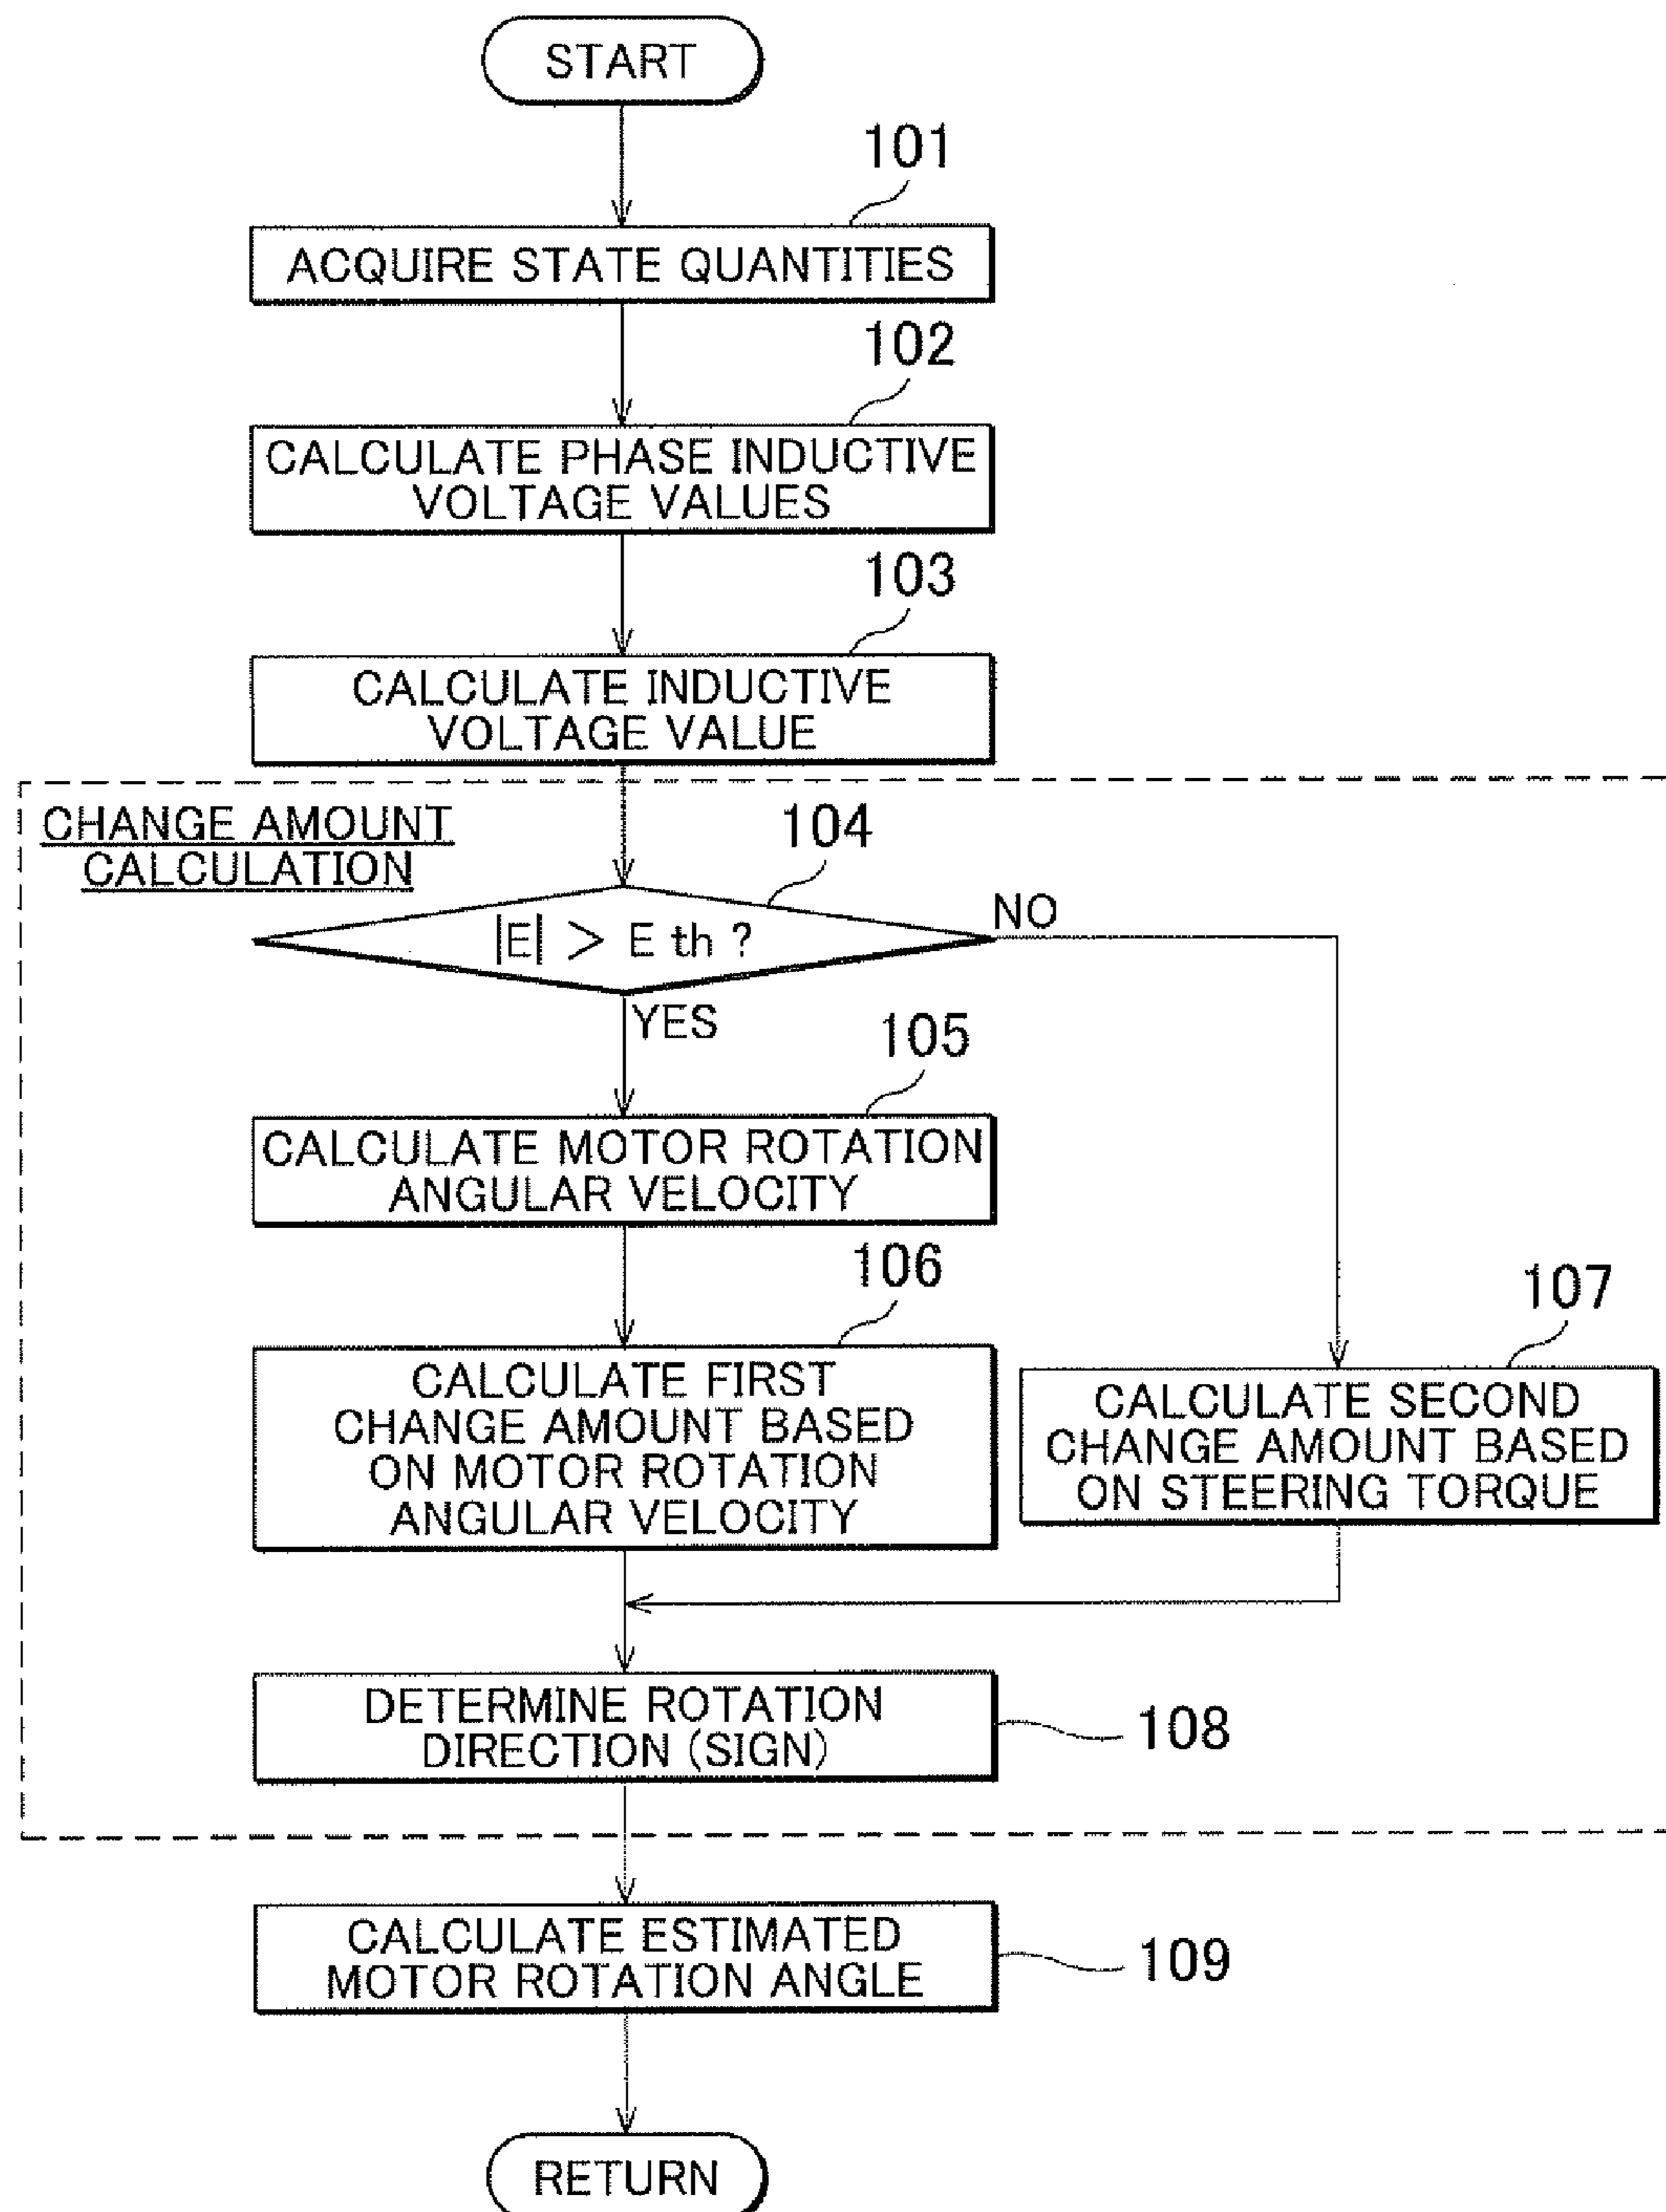 START
101
ACQUIRE STATE QUANTITIES
102
CALCULATE PHASE INDUCTIVE
VOLTAGE VALUES
103
CALCULATE INDUCTIVE
VOLTAGE VALUE
CHANGE AMOUNT
CALCULATION
104
|E| > E th ?
NO
YES
105
CALCULATE MOTOR ROTATION
ANGULAR VELOCITY
106
CALCULATE FIRST
CHANGE AMOUNT BASED
ON MOTOR ROTATION
ANGULAR VELOCITY
107
CALCULATE SECOND
CHANGE AMOUNT BASED
ON STEERING TORQUE
DETERMINE ROTATION
DIRECTION (SIGN)
108
CALCULATE ESTIMATED
MOTOR ROTATION ANGLE
109
RETURN